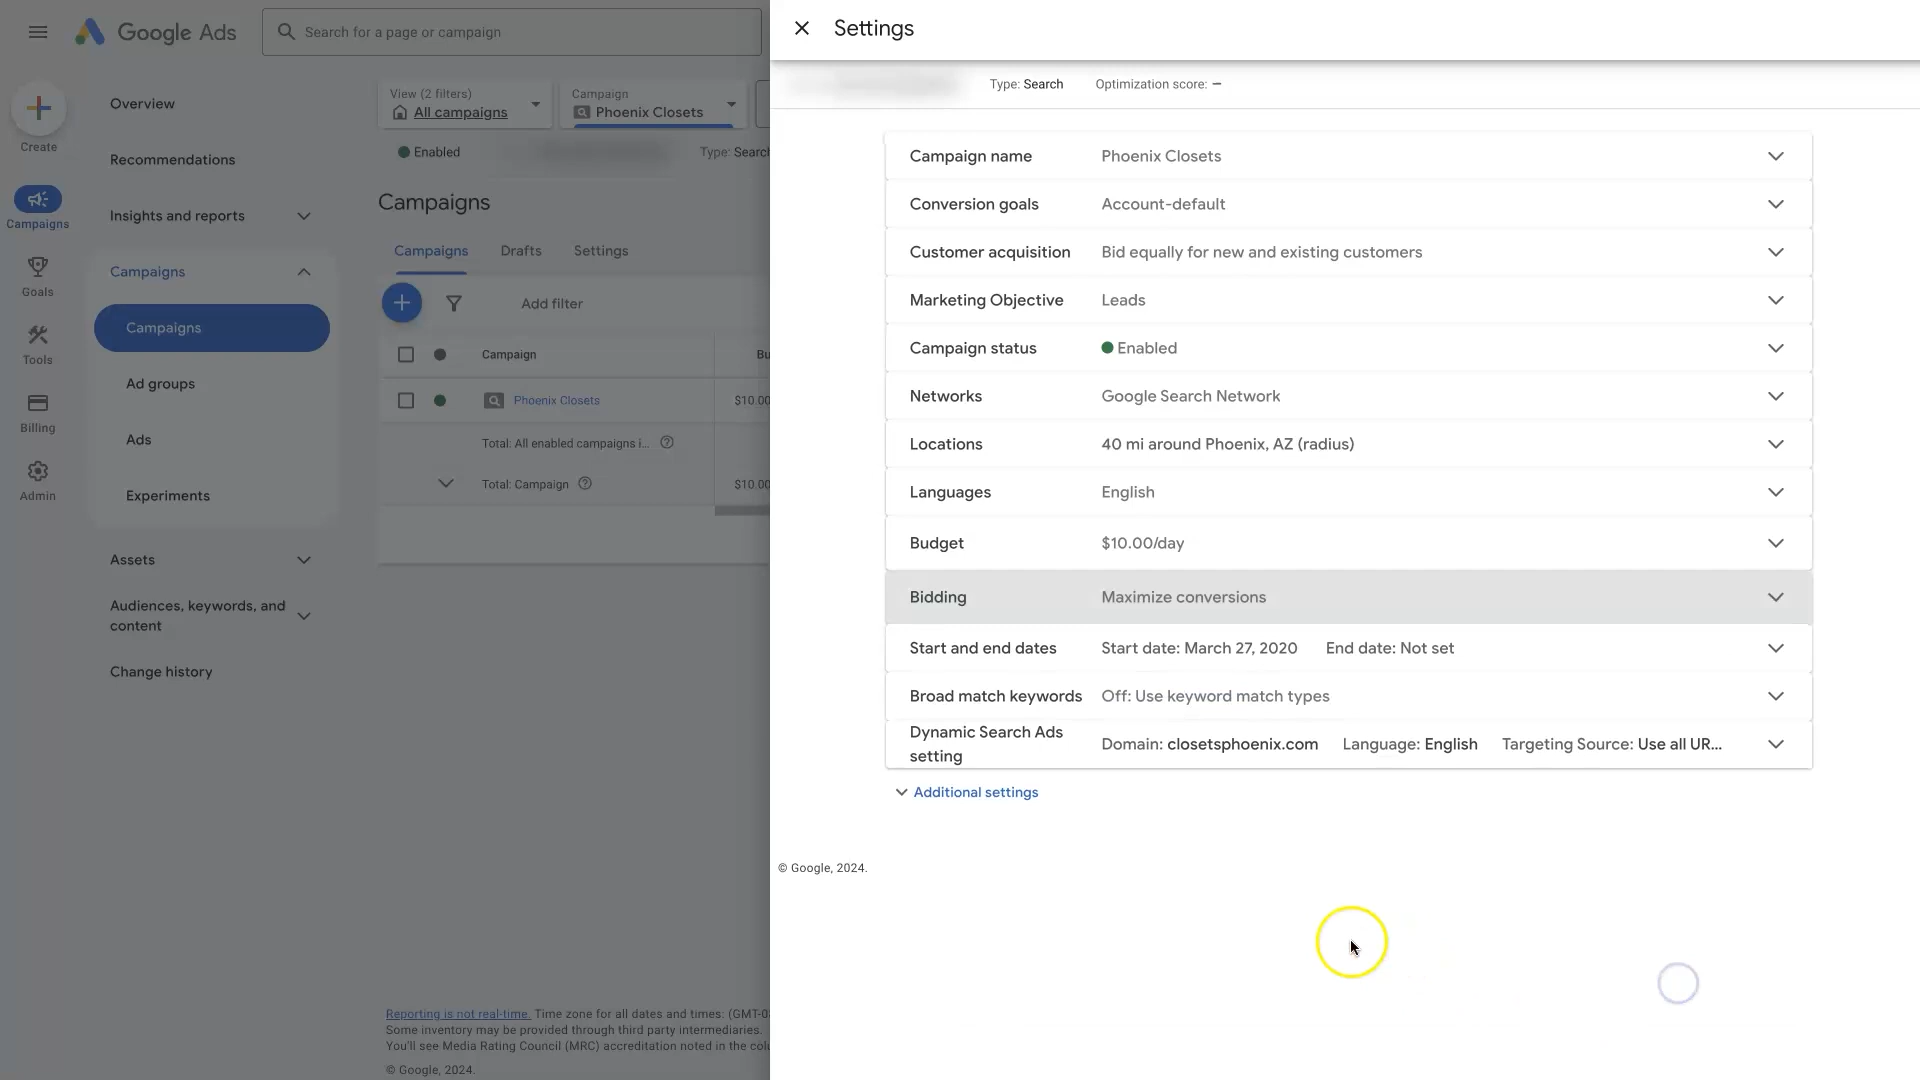 Google Ads
Search for a page or campaign
Create
Campaigns
Goals
Tools
Billing
Admin
Overview
Recommendations
Insights and reports
Campaigns
Campaigns
Ad groups
Ads
Experiments
Assets
Audiences, keywords, and
content
Change history
View (2 filters)
All campaigns
Campaign
Phoenix Closets
Enabled
Type: Search
Campaigns
Campaigns Drafts Settings
Add filter
Campaign Bu
Phoenix Closets $10.00
Total: All enabled campaigns i...
Total: Campaign $10.00
Reporting is not real-time. Time zone for all dates and times: (GMT-0
Some inventory may be provided through third party intermediaries.
You'll see Media Rating Council (MRC) accreditation noted in the colu
© Google, 2024.
Settings
Type: Search Optimization score: –
Campaign name Phoenix Closets
Conversion goals Account-default
Customer acquisition Bid equally for new and existing customers
Marketing Objective Leads
Campaign status Enabled
Networks Google Search Network
Locations 40 mi around Phoenix, AZ (radius)
Languages English
Budget $10.00/day
Bidding Maximize conversions
Start and end dates Start date: March 27, 2020 End date: Not set
Broad match keywords Off: Use keyword match types
Dynamic Search Ads
setting
Domain: closetsphoenix.com Language: English Targeting Source: Use all UR...
Additional settings
© Google, 2024.